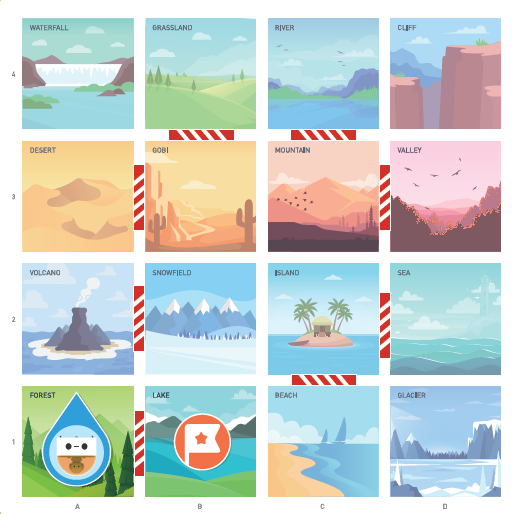 WATERFALL GRASSLAND RIVER CLIFF
4
DESERT GOBI MOUNTAIN VALLEY
3
VOLCANO SNOWFIELD ISLAND SEA
2
FOREST LAKE BEACH GLACIER
1
A B C D